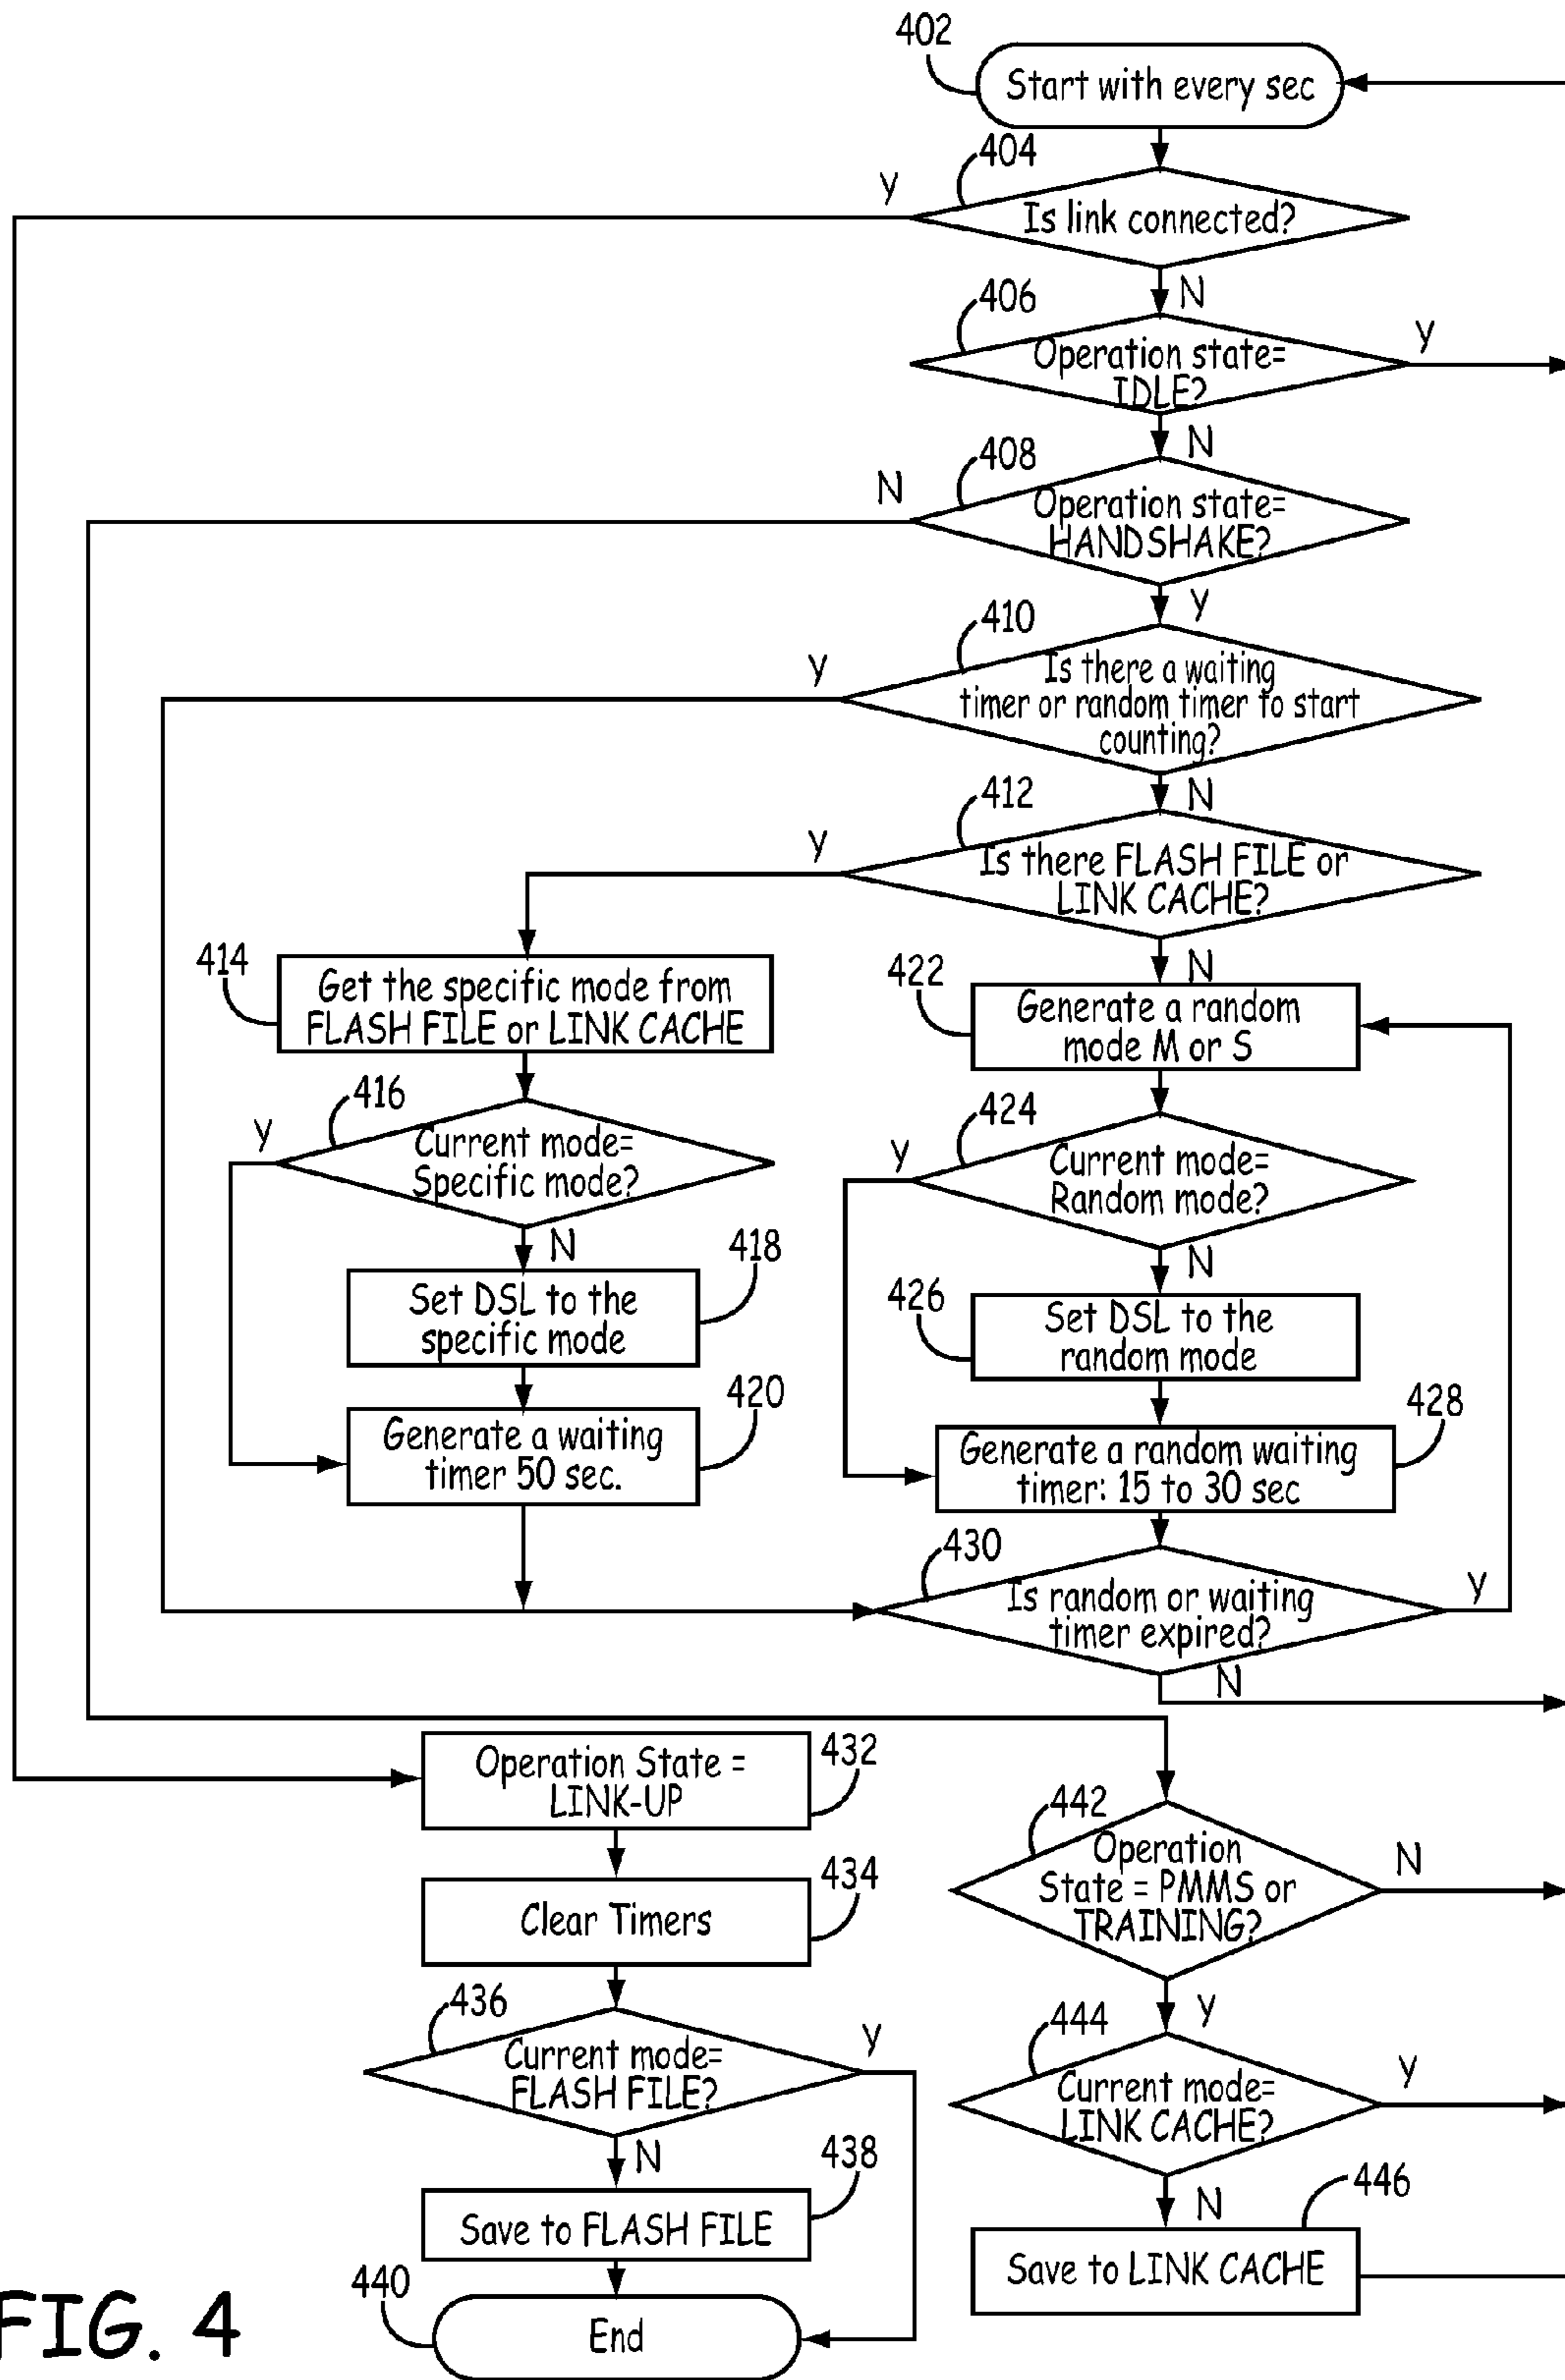 402
Start with every sec
404
y
Is link connected?
N
406
y
Operation state=
IDLE?
N
408
N
Operation state=
HANDSHAKE?
y
410
y
Is there a waiting
timer or random timer to start
counting?
N
412
y
Is there FLASH FILE or
LINK CACHE?
N
414
Get the specific mode from
FLASH FILE or LINK CACHE
416
y
Current mode=
Specific mode?
N
418
Set DSL to the
specific mode
420
Generate a waiting
timer 50 sec.
422
Generate a random
mode M or S
424
y
Current mode=
Random mode?
N
426
Set DSL to the
random mode
428
Generate a random waiting
timer: 15 to 30 sec
430
Is random or waiting
timer expired?
y
N
432
Operation State =
LINK-UP
434
Clear Timers
436
Current mode=
FLASH FILE?
y
N
438
Save to FLASH FILE
440
End
442
Operation
State = PMMS or
TRAINING?
N
y
444
Current mode=
LINK CACHE?
y
N
446
Save to LINK CACHE
FIG. 4